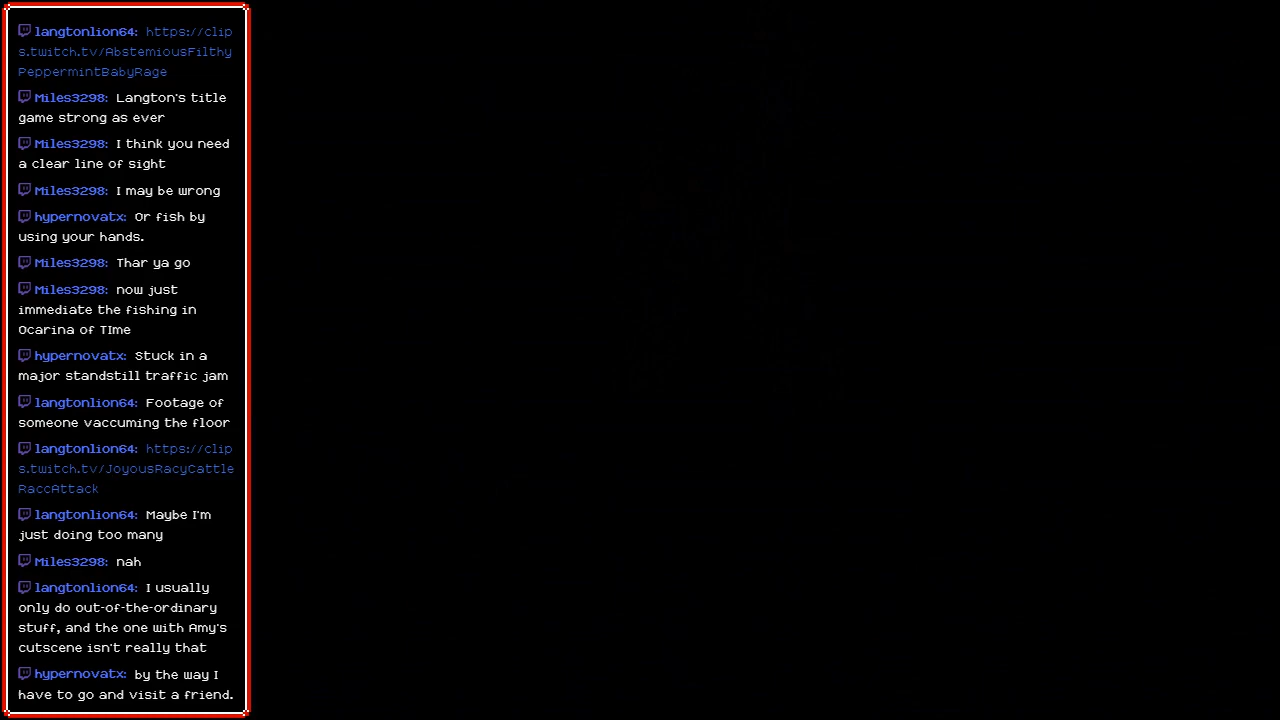 langtonlion64: https://clip
s.twitch.tv/AbstemiousFilthy
PeppermintBabyRage
Miles3298: Langton's title
game strong as ever
Miles3298: I think you need
a clear line of sight
Miles3298: I may be wrong
hypernovatx: Or fish by
using your hands.
Miles3298: Thar ya go
Miles3298: now just
immediate the fishing in
Ocarina of TIme
hypernovatx: Stuck in a
major standstill traffic jam
langtonlion64: Footage of
someone vaccuming the floor
langtonlion64: https://clip
s.twitch.tv/JoyousRacyCattle
RaccAttack
langtonlion64: Maybe I'm
just doing too many
Miles3298: nah
langtonlion64: I usually
only do out-of-the-ordinary
stuff, and the one with Amy's
cutscene isn't really that
hypernovatx: by the way I
have to go and visit a friend.